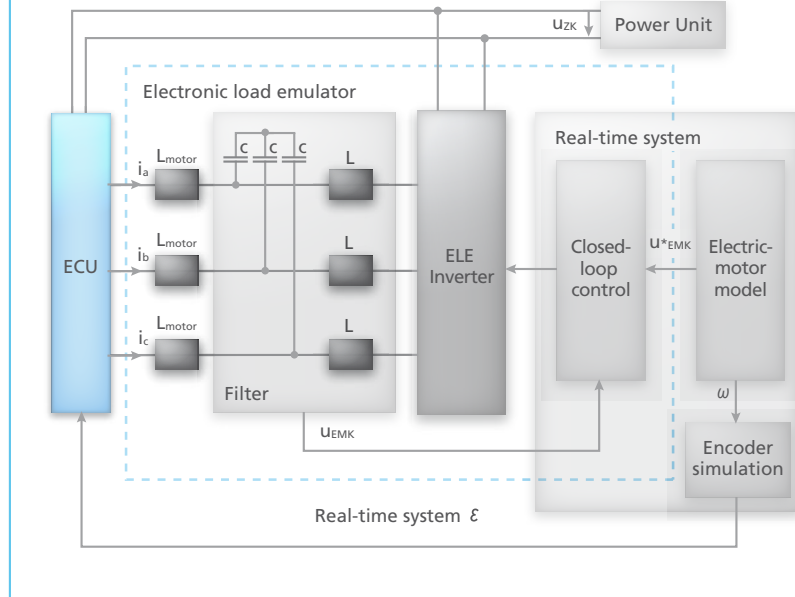 uZK
Power Unit
Electronic load emulator
Real-time system
Lmotor
c
c
c
L
ia
Lmotor
L
ib
ECU
ELE
Inverter
Closed-
loop
control
u*EMK
Electric-
motor
model
Lmotor
L
ic
Filter
ω
uEMK
Encoder
simulation
Real-time system ℰ